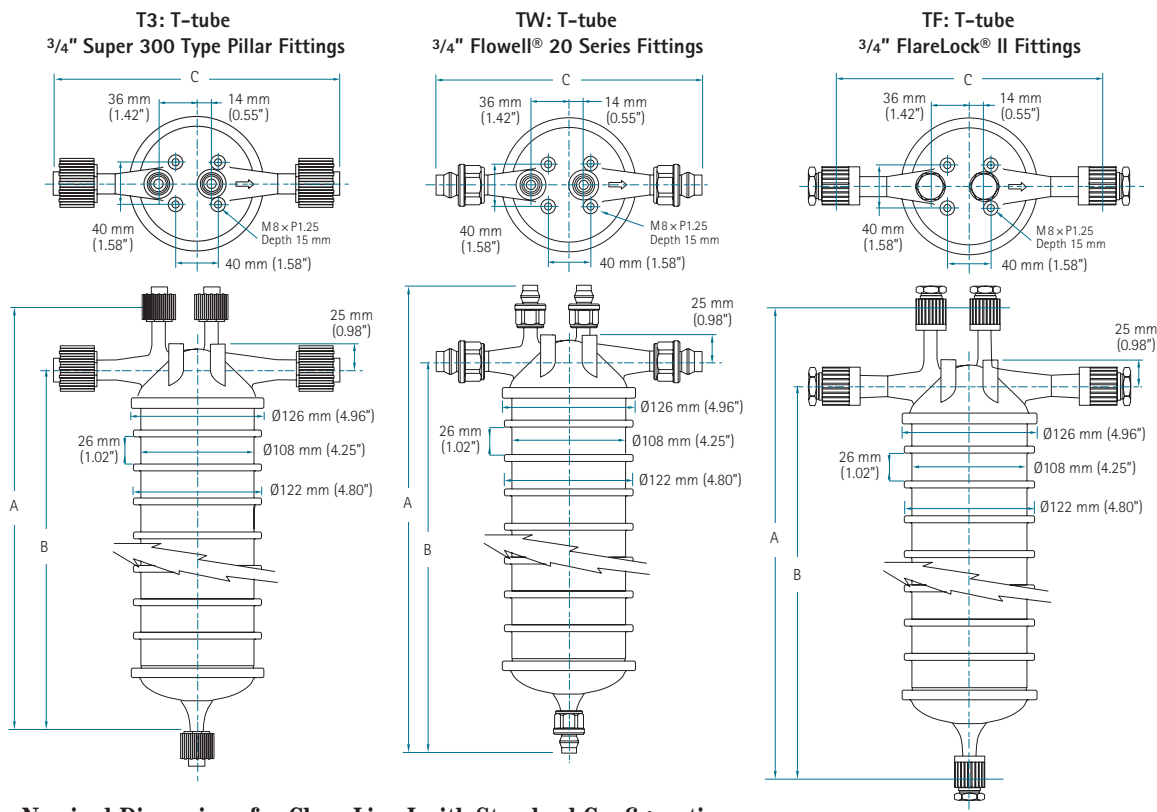 T3: T-tube
3/4" Super 300 Type Pillar Fittings
C
36 mm
(1.42")
14 mm
(0.55")
40 mm
(1.58")
M8 × P1.25
Depth 15 mm
40 mm (1.58")
25 mm
(0.98")
Ø126 mm (4.96")
26 mm
(1.02")
Ø108 mm (4.25")
Ø122 mm (4.80")
A
B
TW: T-tube
3/4" Flowell® 20 Series Fittings
C
36 mm
(1.42")
14 mm
(0.55")
40 mm
(1.58")
M8 × P1.25
Depth 15 mm
40 mm (1.58")
25 mm
(0.98")
Ø126 mm (4.96")
26 mm
(1.02")
Ø108 mm (4.25")
Ø122 mm (4.80")
A
B
TF: T-tube
3/4" FlareLock® II Fittings
C
36 mm
(1.42")
14 mm
(0.55")
40 mm
(1.58")
M8 × P1.25
Depth 15 mm
40 mm (1.58")
25 mm
(0.98")
Ø126 mm (4.96")
26 mm
(1.02")
Ø108 mm (4.25")
Ø122 mm (4.80")
A
B